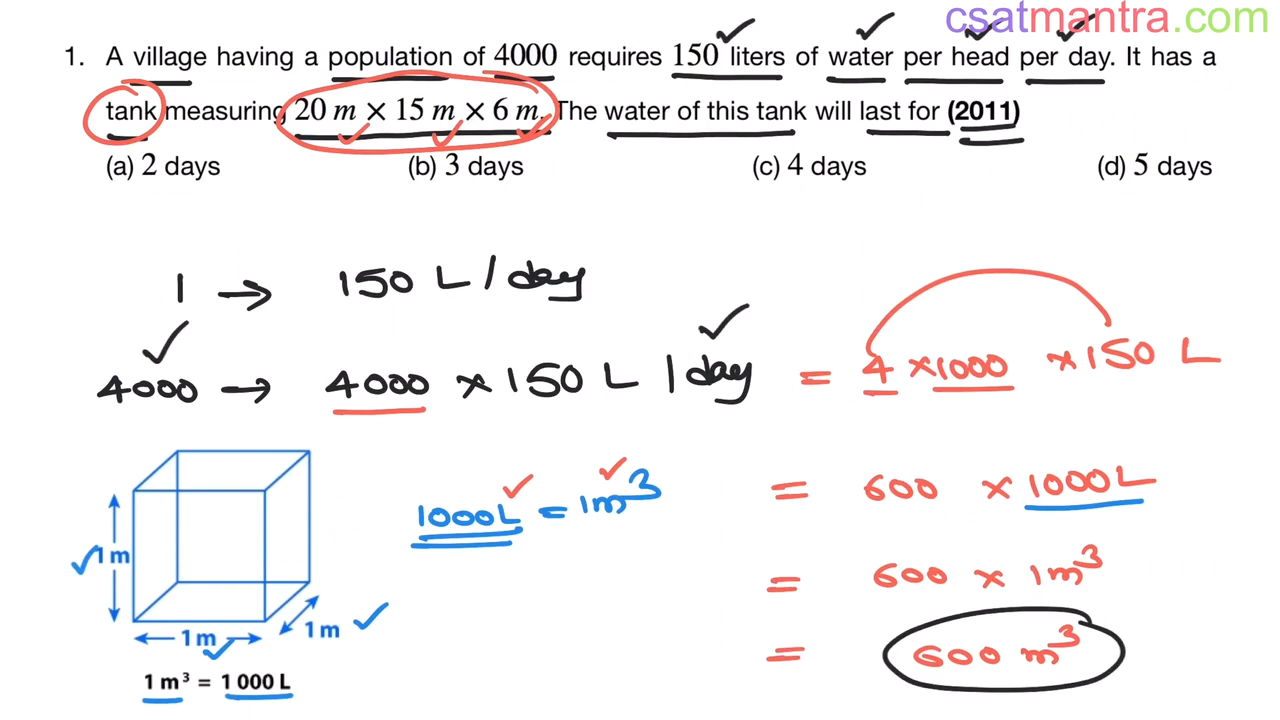 csatmantra.com
1. A village having a population of 4000 requires 150 liters of water per head per day. It has a
tank measuring 20 m × 15 m × 6 m. The water of this tank will last for (2011)
(a) 2 days (b) 3 days (c) 4 days (d) 5 days
1 → 150 L / day
4000 → 4000 × 150 L / day = 4 × 1000 × 150 L
1000L = 1m³ = 600 × 1000L
1 m
= 600 × 1m³
1 m
1 m
= 600 m³
1 m³ = 1 000 L